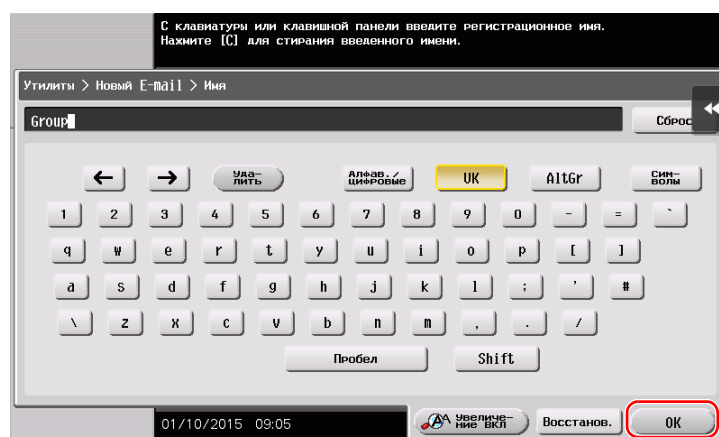 С клавиатуры или клавишной панели введите регистрационное имя.
Нажмите [C] для стирания введенного имени.
Утилиты > Новый E-mail > Имя
Group
Сброс
← → Уда-
лить
Алфав./
цифровые
UK AltGr
Сим-
волы
1 2 3 4 5 6 7 8 9 0 - = `
q w e r t y u i o p [ ]
a s d f g h j k l ; ' #
\ z x c v b n m , . /
Пробел Shift
01/10/2015 09:05
Увеличе-
ние ВКЛ
Восстанов.
OK